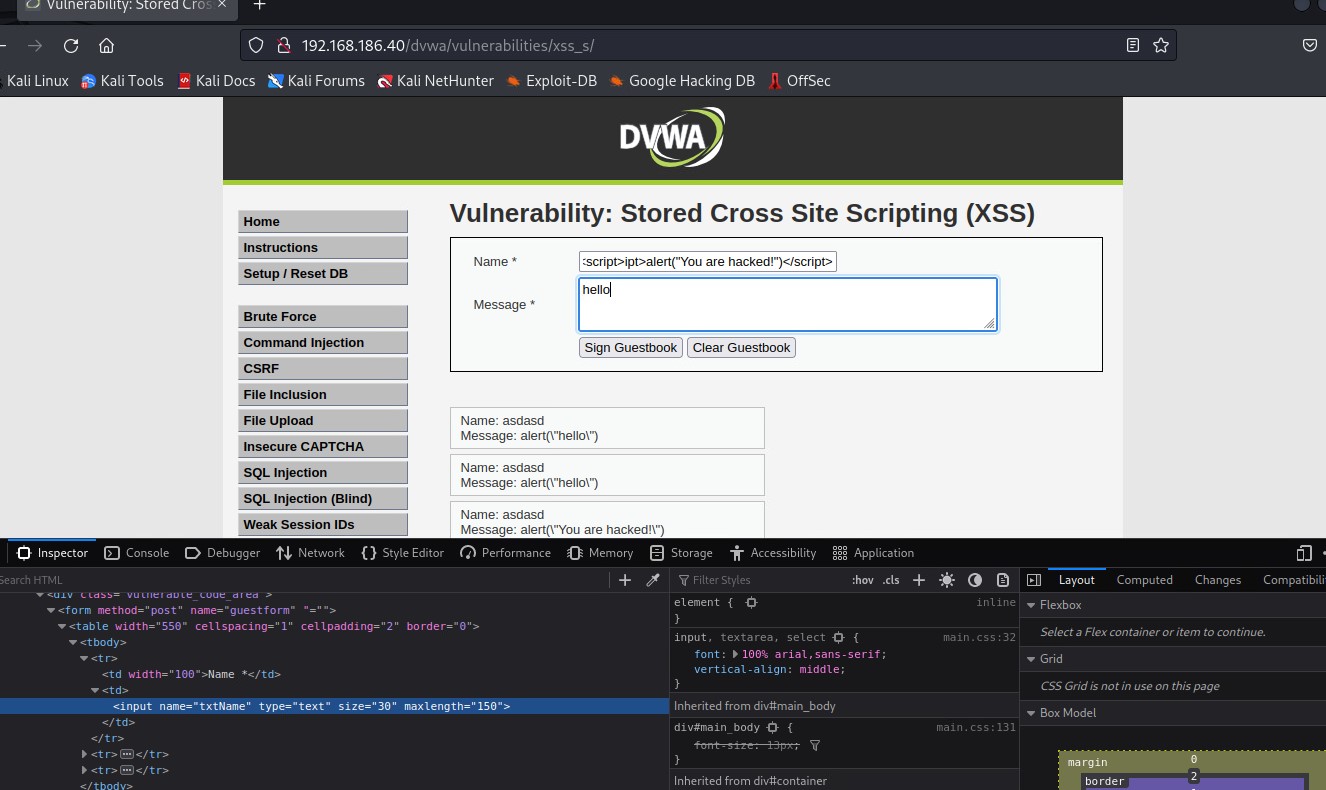 Vulnerability: Stored Cros
192.168.186.40/dvwa/vulnerabilities/xss_s/
Kali Linux Kali Tools Kali Docs Kali Forums Kali NetHunter Exploit-DB Google Hacking DB OffSec
DVWA
Vulnerability: Stored Cross Site Scripting (XSS)
Home
Instructions
Setup / Reset DB
Brute Force
Command Injection
CSRF
File Inclusion
File Upload
Insecure CAPTCHA
SQL Injection
SQL Injection (Blind)
Weak Session IDs
Name * <script>ipt>alert("You are hacked!")</script>
Message * hello
Sign Guestbook Clear Guestbook
Name: asdasd
Message: alert(\"hello\")
Name: asdasd
Message: alert(\"hello\")
Name: asdasd
Message: alert(\"You are hacked!\")
Inspector Console Debugger Network Style Editor Performance Memory Storage Accessibility Application
Search HTML
<div class="vulnerable_code_area">
<form method="post" name="guestform" "="">
<table width="550" cellspacing="1" cellpadding="2" border="0">
<tbody>
<tr>
<td width="100">Name *</td>
<td>
<input name="txtName" type="text" size="30" maxlength="150">
</td>
</tr>
<tr> </tr>
<tr> </tr>
</tbody>
Filter Styles :hov .cls
element { inline
}
input, textarea, select { main.css:32
font: 100% arial,sans-serif;
vertical-align: middle;
}
Inherited from div#main_body
div#main_body { main.css:131
font-size: 13px;
}
Inherited from div#container
Layout Computed Changes Compatibili
Flexbox
Select a Flex container or item to continue.
Grid
CSS Grid is not in use on this page
Box Model
margin 0
border 2